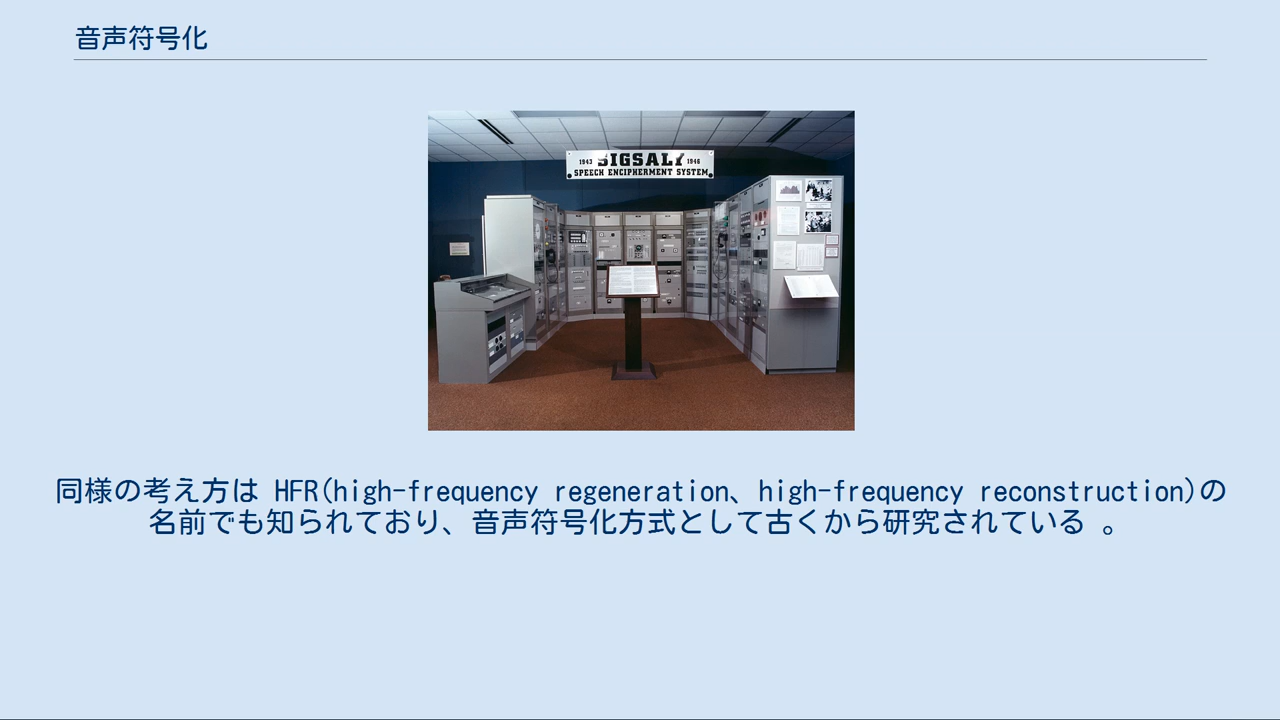 音声符号化
1943 SIGSALY 1946
SPEECH ENCIPHERMENT SYSTEM
同様の考え方は HFR(high-frequency regeneration、high-frequency reconstruction)の
名前でも知られており、音声符号化方式として古くから研究されている 。